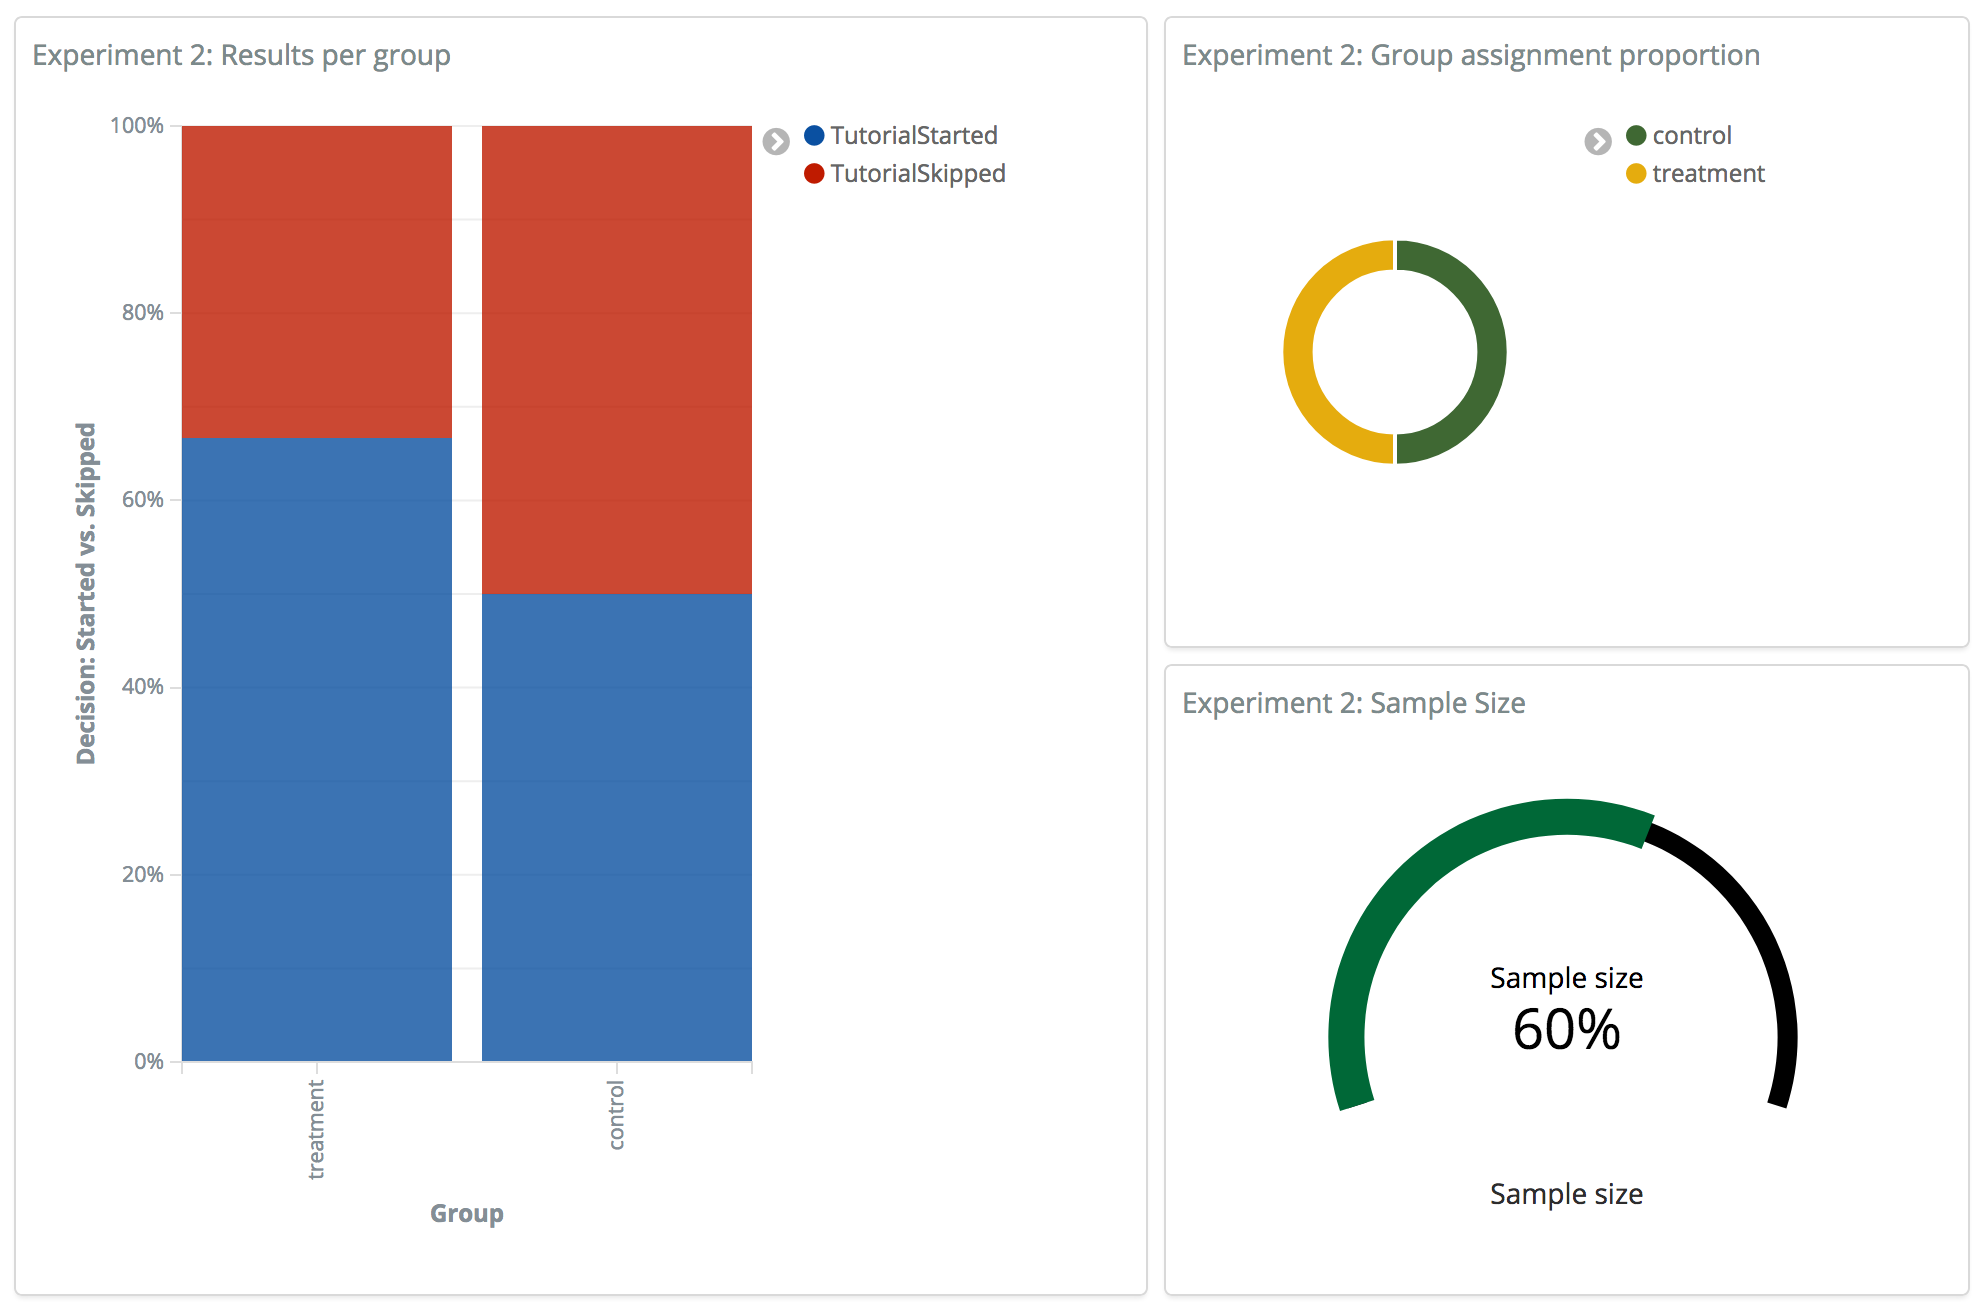 Experiment 2: Results per group
100%
80%
60%
40%
20%
0%
Decision: Started vs. Skipped
treatment
control
Group
TutorialStarted
TutorialSkipped
Experiment 2: Group assignment proportion
control
treatment
Experiment 2: Sample Size
Sample size
60%
Sample size